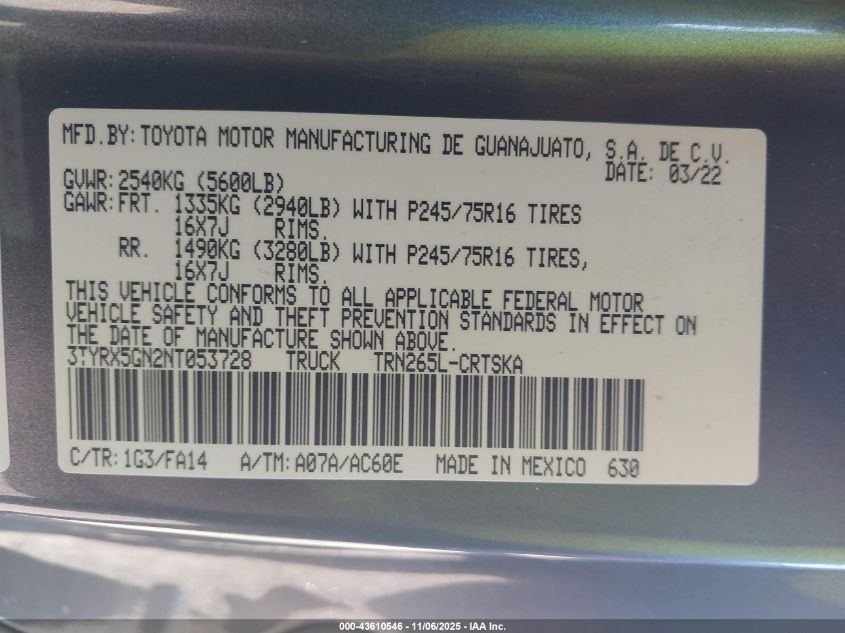 MFD.BY: TOYOTA MOTOR MANUFACTURING DE GUANAJUATO, S.A. DE C.V.
DATE: 03/22
GVWR: 2540KG (5600LB)
GAWR: FRT. 1335KG (2940LB) WITH P245/75R16 TIRES
16X7J RIMS.
RR. 1490KG (3280LB) WITH P245/75R16 TIRES,
16X7J RIMS.
THIS VEHICLE CONFORMS TO ALL APPLICABLE FEDERAL MOTOR
VEHICLE SAFETY AND THEFT PREVENTION STANDARDS IN EFFECT ON
THE DATE OF MANUFACTURE SHOWN ABOVE.
3TYRX5GN2NT053728 TRUCK TRN265L-CRTSKA
C/TR: 1G3/FA14 A/TM: A07A/AC60E MADE IN MEXICO 630
000-43610546 - 11/06/2025 - IAA Inc.